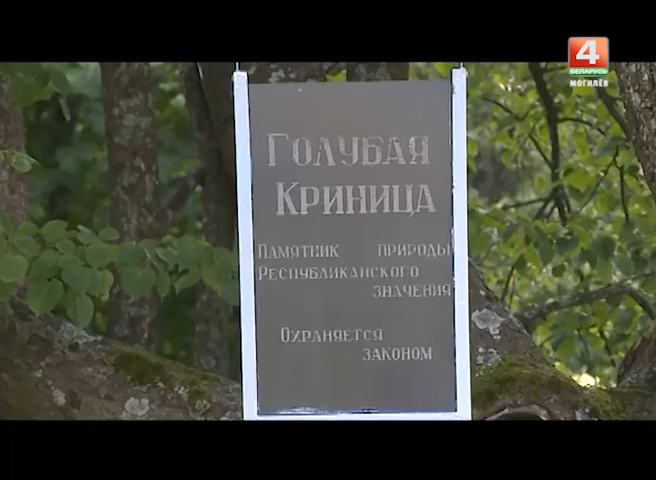 4
БЕЛАРУСЬ
МОГИЛЁВ
ГОЛУБАЯ
КРИНИЦА
ПАМЯТНИК ПРИРОДЫ
РЕСПУБЛИКАНСКОГО
ЗНАЧЕНИЯ
ОХРАНЯЕТСЯ
ЗАКОНОМ